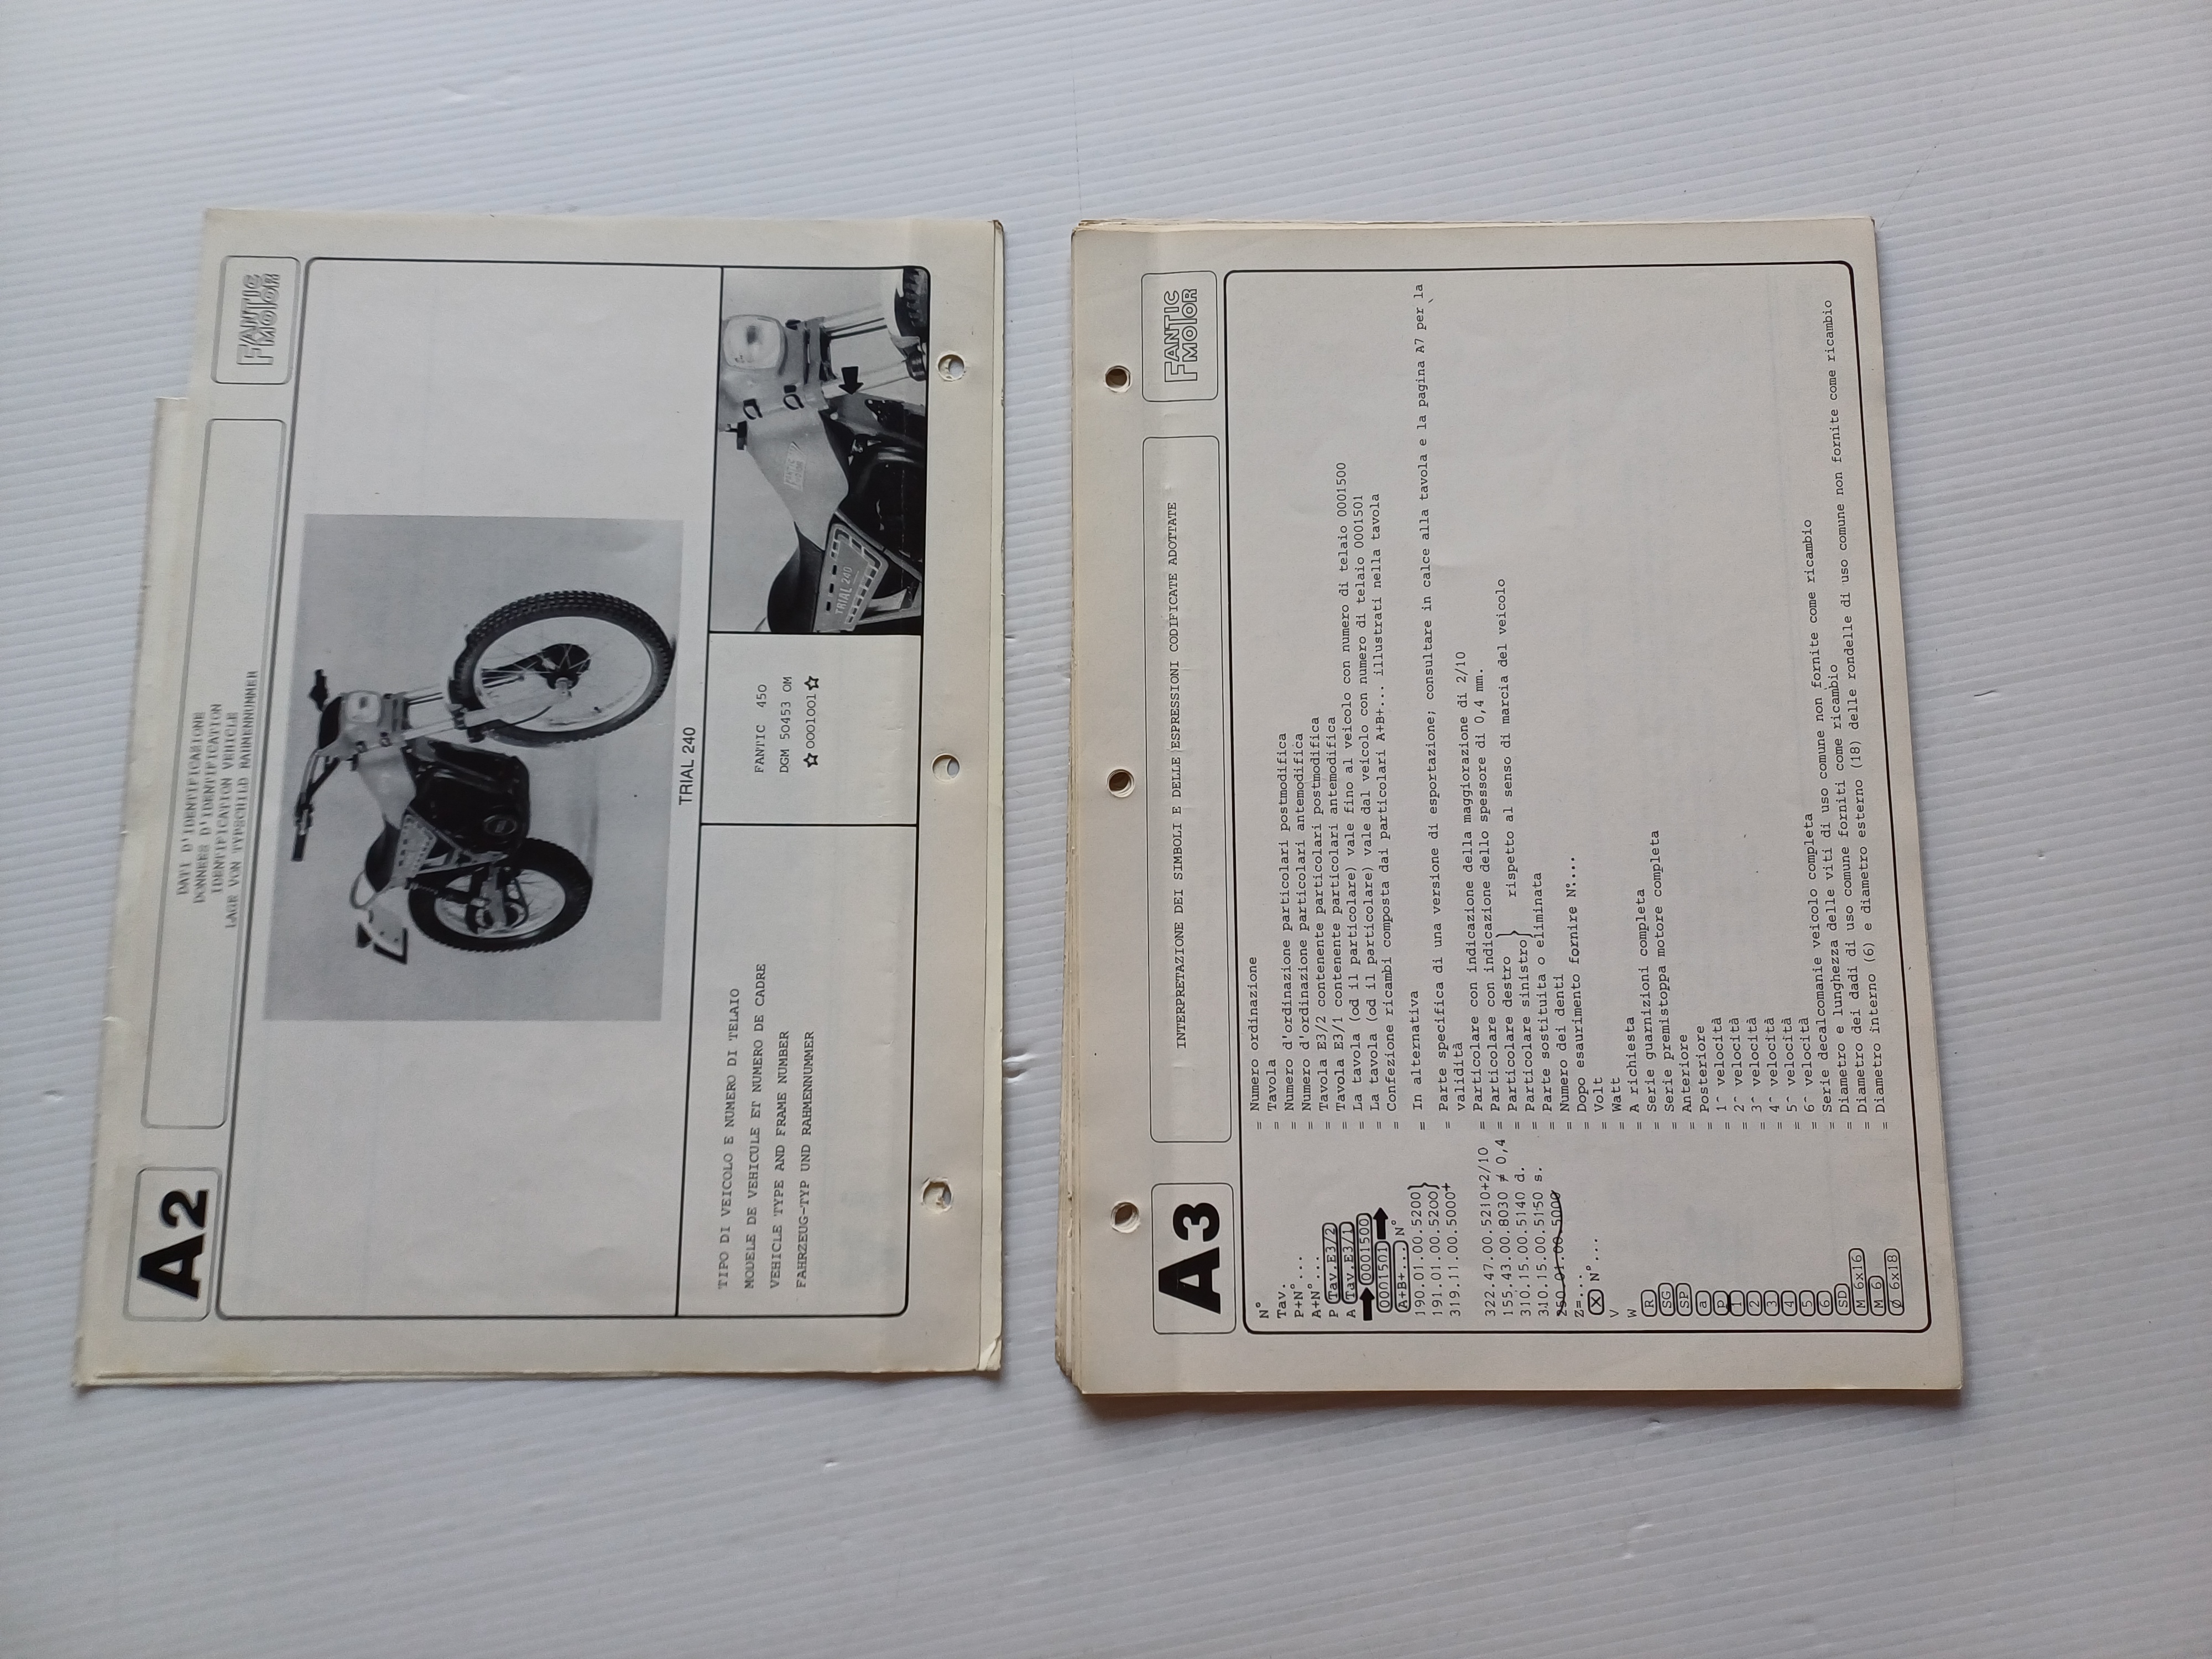 A2
DATI D'IDENTIFICAZIONE
DONNEES D'IDENTIFICATION
IDENTIFICATION VEHICLE
LAGE VON TYPSCHILD RAHMENNUMMER
FANTIC
MOTOR
TRIAL 240
TIPO DI VEICOLO E NUMERO DI TELAIO
MODELE DE VEHICULE ET NUMERO DE CADRE
VEHICLE TYPE AND FRAME NUMBER
FAHRZEUG-TYP UND RAHMENNUMMER
FANTIC 450
DGM 50453 OM
☆0001001☆
TRIAL 240
A3
INTERPRETAZIONE DEI SIMBOLI E DELLE ESPRESSIONI CODIFICATE ADOTTATE
FANTIC
MOTOR
N° = Numero ordinazione
Tav. = Tavola
P+N°... = Numero d'ordinazione particolari postmodifica
A+N°... = Numero d'ordinazione particolari antemodifica
P Tav.E3/2 = Tavola E3/2 contenente particolari postmodifica
A Tav.E3/1 = Tavola E3/1 contenente particolari antemodifica
➡ 0001500 = La tavola (od il particolare) vale fino al veicolo con numero di telaio 0001500
0001501 ➡ = La tavola (od il particolare) vale dal veicolo con numero di telaio 0001501
A+B+... N° = Confezione ricambi composta dai particolari A+B+... illustrati nella tavola
190.01.00.5200}
191.01.00.5200} = In alternativa
319.11.00.5000+ = Parte specifica di una versione di esportazione; consultare in calce alla tavola e la pagina A7 per la
validità
322.47.00.5210+2/10 = Particolare con indicazione della maggiorazione di 2/10
155.43.00.8030 ≠ 0,4 = Particolare con indicazione dello spessore di 0,4 mm.
310.15.00.5140 d. = Particolare destro } rispetto al senso di marcia del veicolo
310.15.00.5150 s. = Particolare sinistro}
250.01.00.5000 = Parte sostituita o eliminata
Z=... = Numero dei denti
X N°... = Dopo esaurimento fornire N°...
V = Volt
W = Watt
R = A richiesta
SG = Serie guarnizioni completa
SP = Serie premistoppa motore completa
a = Anteriore
p = Posteriore
1 = 1^ velocità
2 = 2^ velocità
3 = 3^ velocità
4 = 4^ velocità
5 = 5^ velocità
6 = 6^ velocità
SD = Serie decalcomanie veicolo completa
M 6x16 = Diametro e lunghezza delle viti di uso comune non fornite come ricambio
M 6 = Diametro dei dadi di uso comune forniti come ricambio
Ø 6x18 = Diametro interno (6) e diametro esterno (18) delle rondelle di uso comune non fornite come ricambio